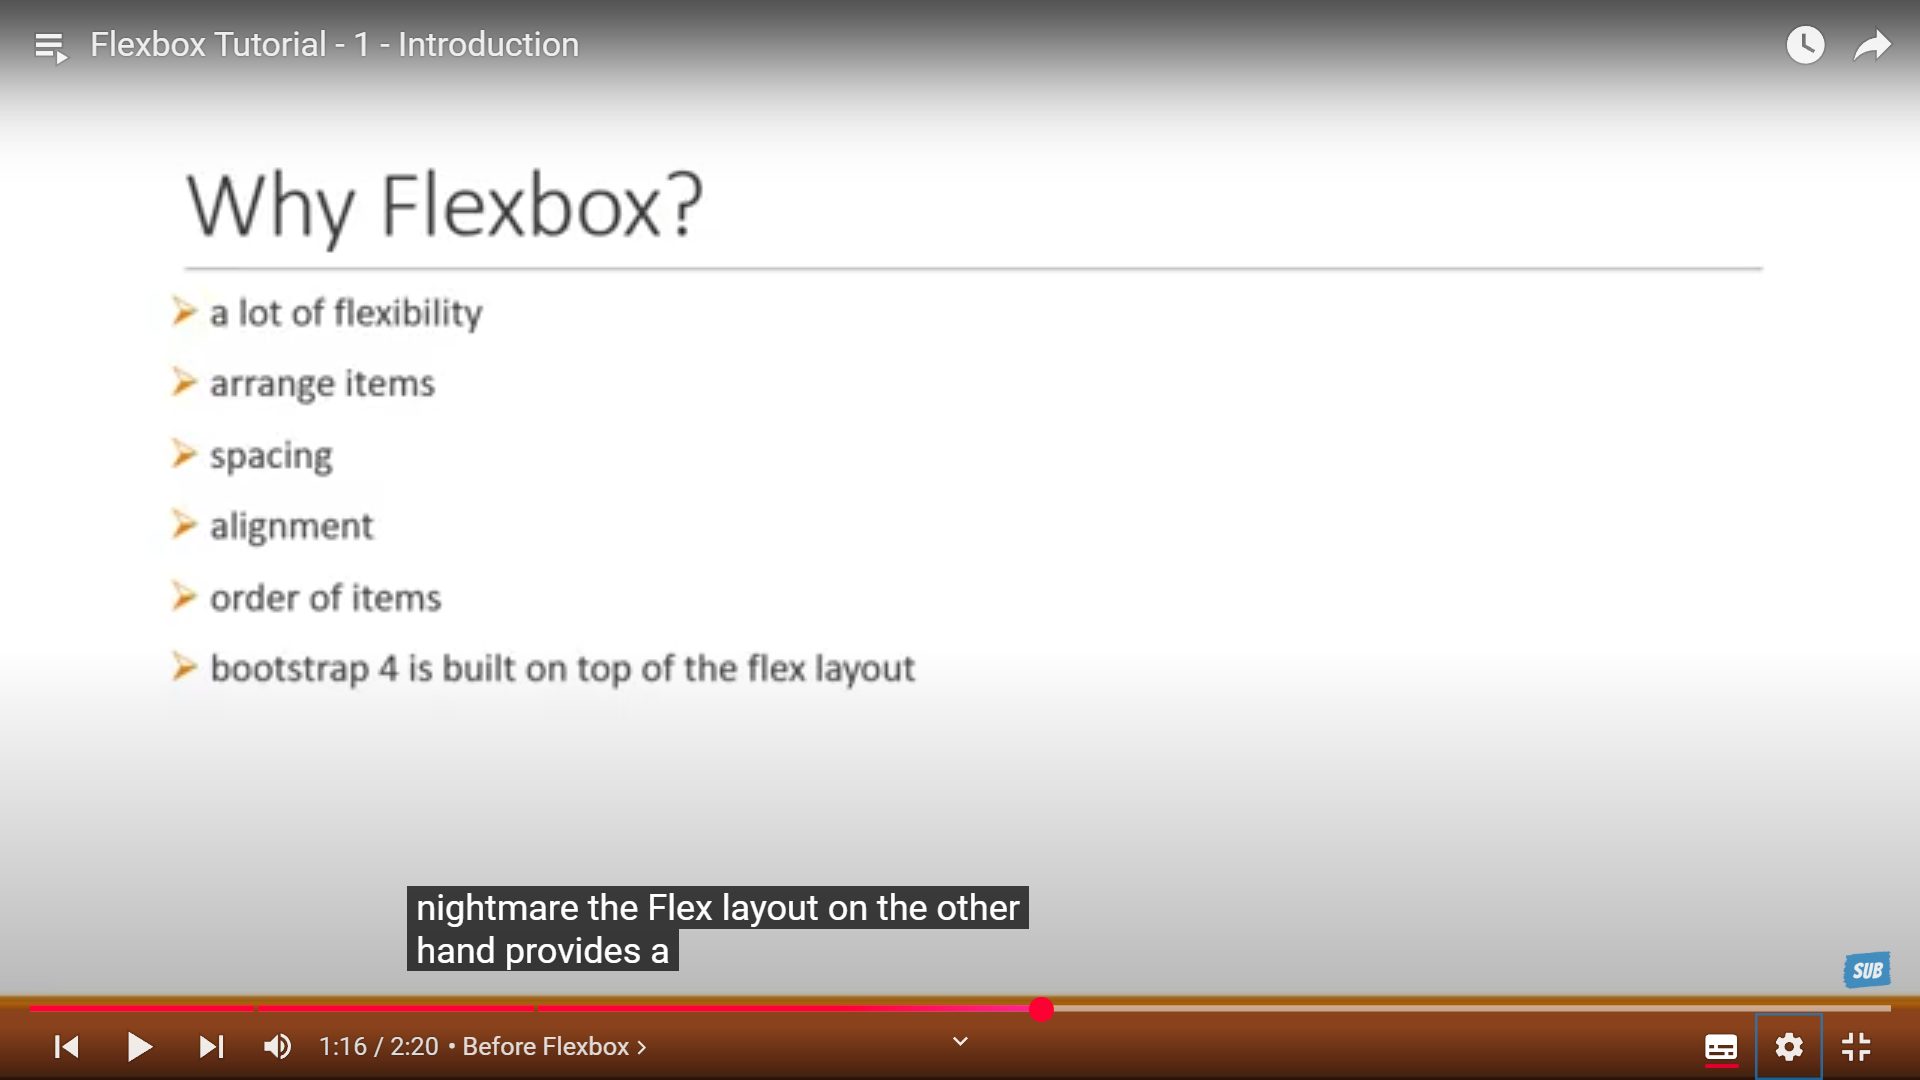 Flexbox Tutorial - 1 - Introduction
Why Flexbox?
a lot of flexibility
arrange items
spacing
alignment
order of items
bootstrap 4 is built on top of the flex layout
nightmare the Flex layout on the other
hand provides a
SUB
1:16 / 2:20 • Before Flexbox >